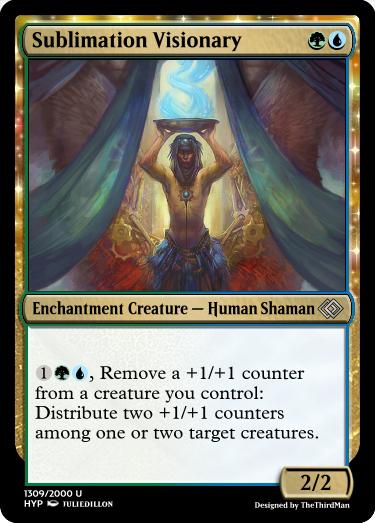 Sublimation Visionary
Enchantment Creature — Human Shaman
1, Remove a +1/+1 counter
from a creature you control:
Distribute two +1/+1 counters
among one or two target creatures.
2/2
1309/2000 U
HYP JULIEDILLON
Designed by TheThirdMan